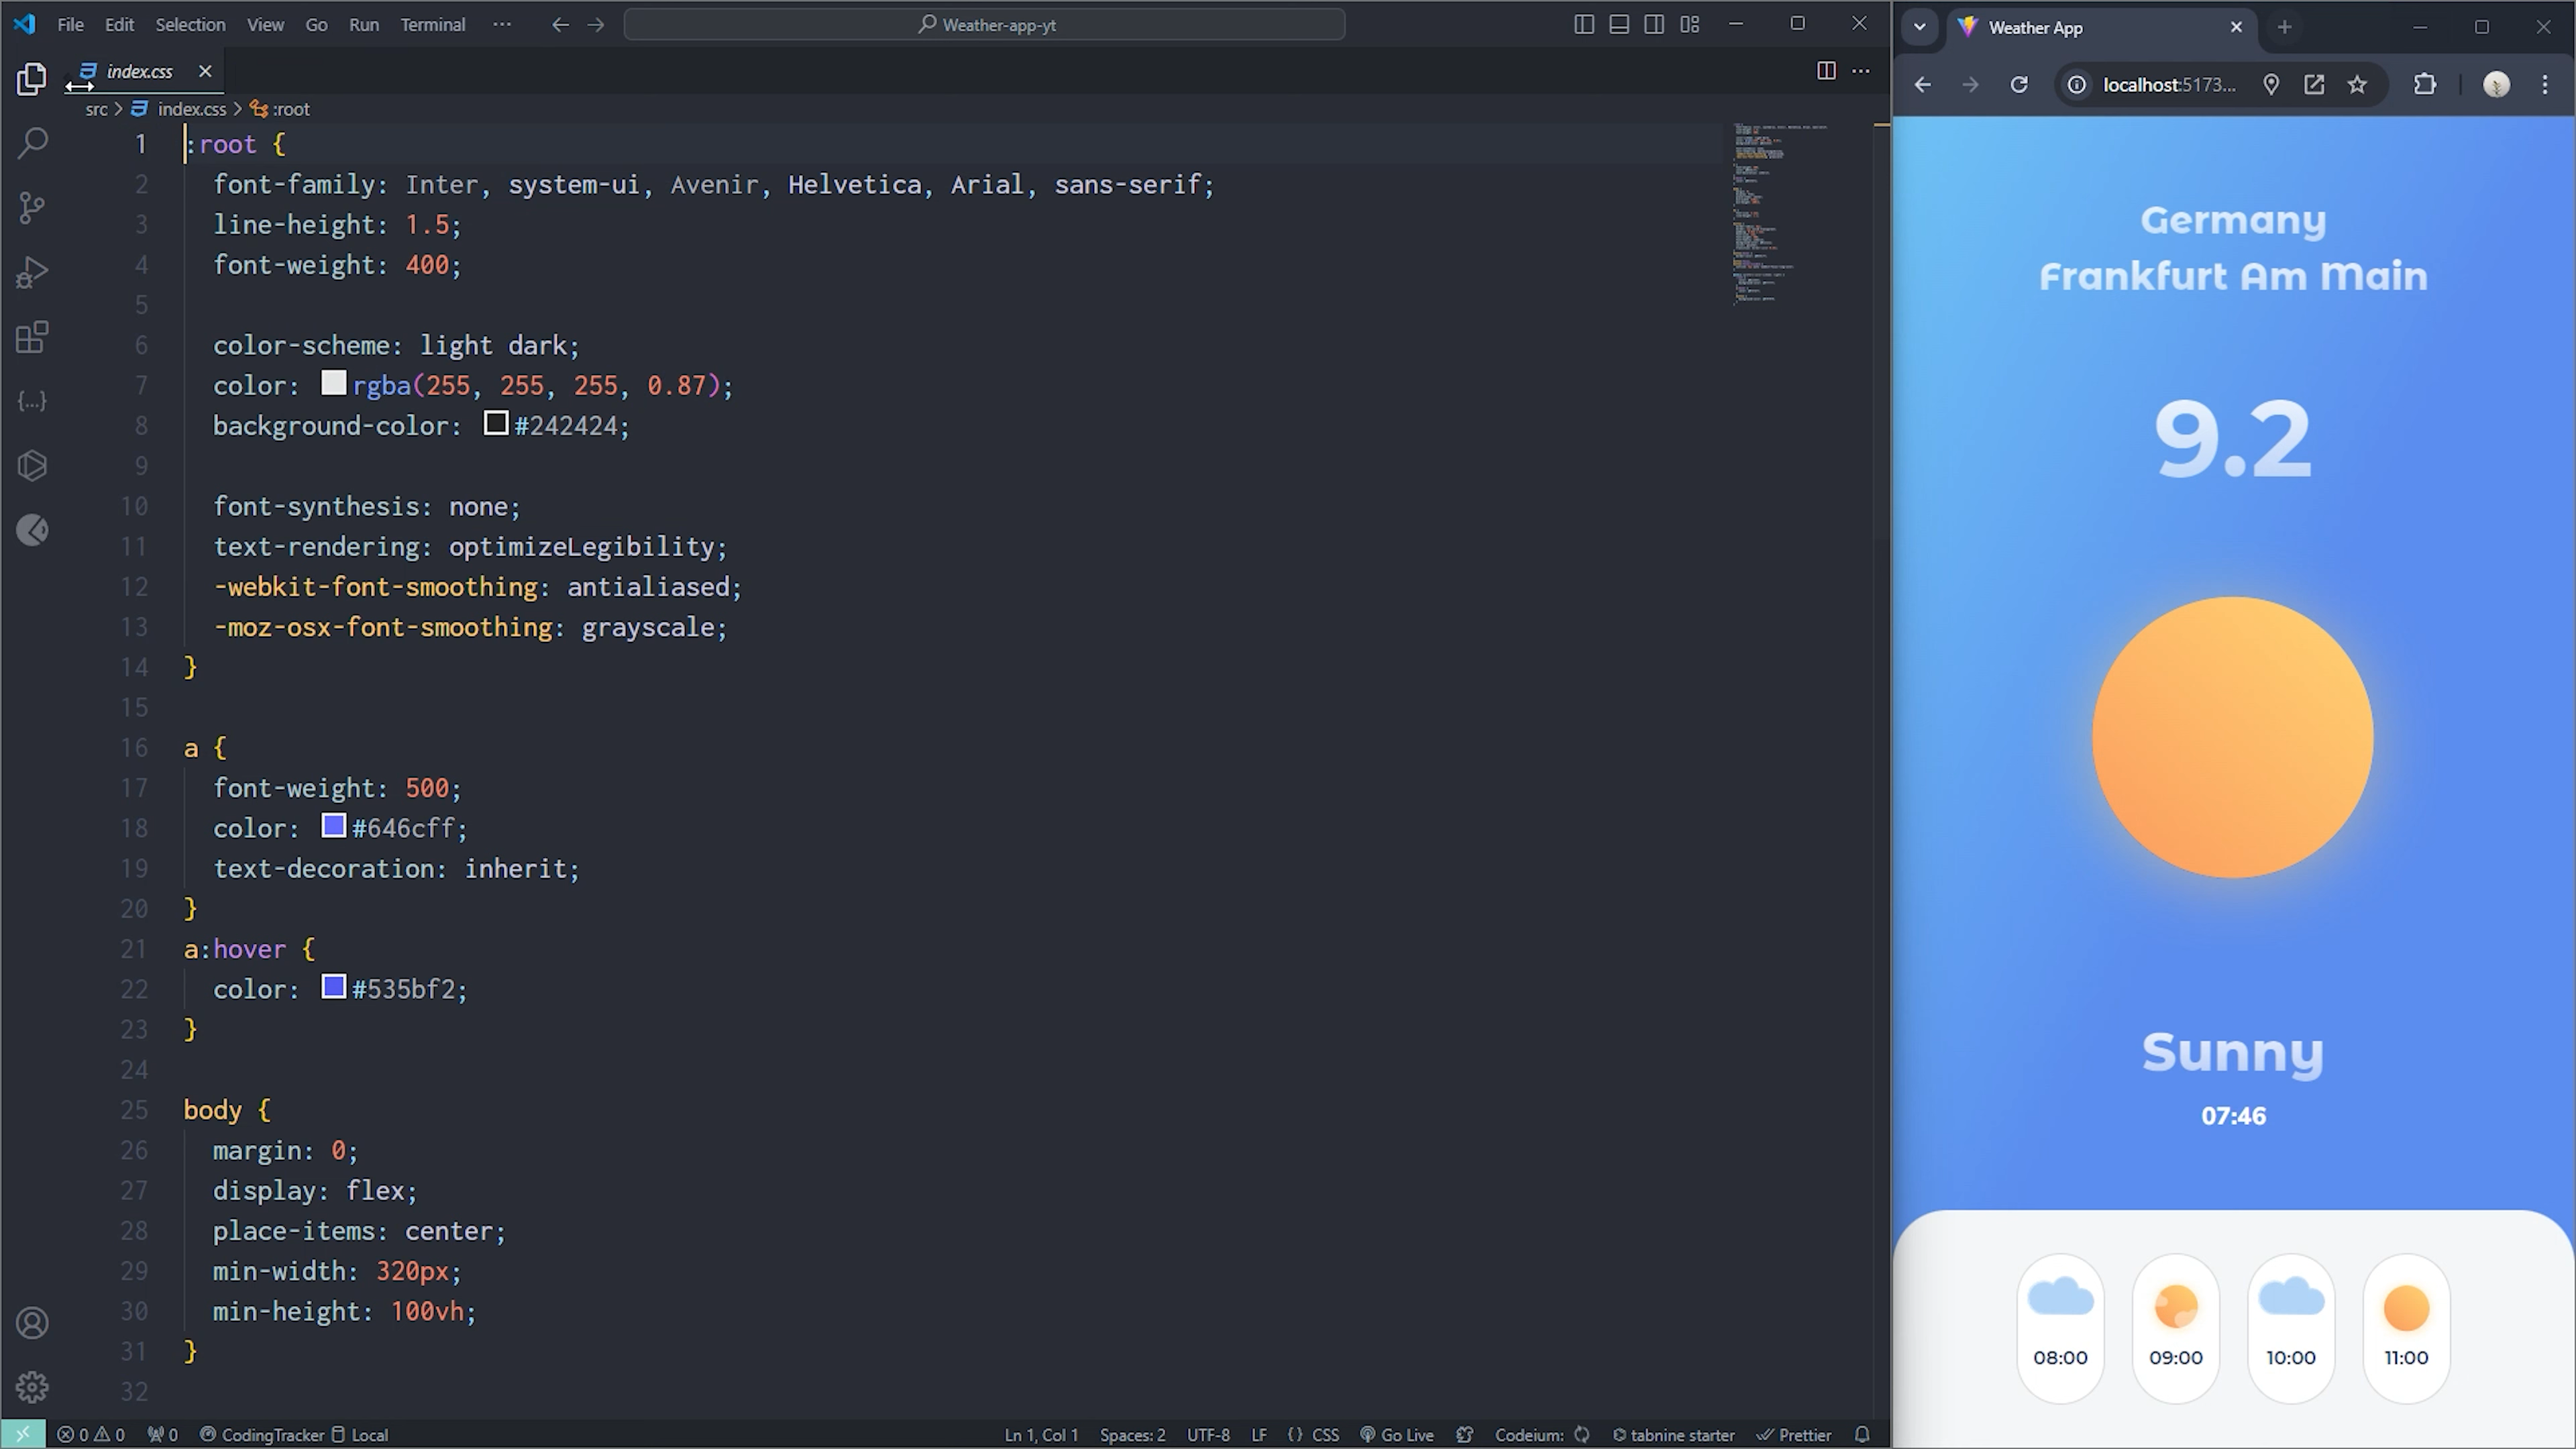 File Edit Selection View Go Run Terminal ··· Weather-app-yt
index.css
src > index.css > :root
1 :root {
2 font-family: Inter, system-ui, Avenir, Helvetica, Arial, sans-serif;
3 line-height: 1.5;
4 font-weight: 400;
5
6 color-scheme: light dark;
7 color: rgba(255, 255, 255, 0.87);
8 background-color: #242424;
9
10 font-synthesis: none;
11 text-rendering: optimizeLegibility;
12 -webkit-font-smoothing: antialiased;
13 -moz-osx-font-smoothing: grayscale;
14 }
15
16 a {
17 font-weight: 500;
18 color: #646cff;
19 text-decoration: inherit;
20 }
21 a:hover {
22 color: #535bf2;
23 }
24
25 body {
26 margin: 0;
27 display: flex;
28 place-items: center;
29 min-width: 320px;
30 min-height: 100vh;
31 }
32
0 0 0 CodingTracker Local Ln 1, Col 1 Spaces: 2 UTF-8 LF {} CSS Go Live Codeium: tabnine starter Prettier
Weather App
localhost:5173...
Germany
Frankfurt Am Main
9.2
Sunny
07:46
08:00 09:00 10:00 11:00